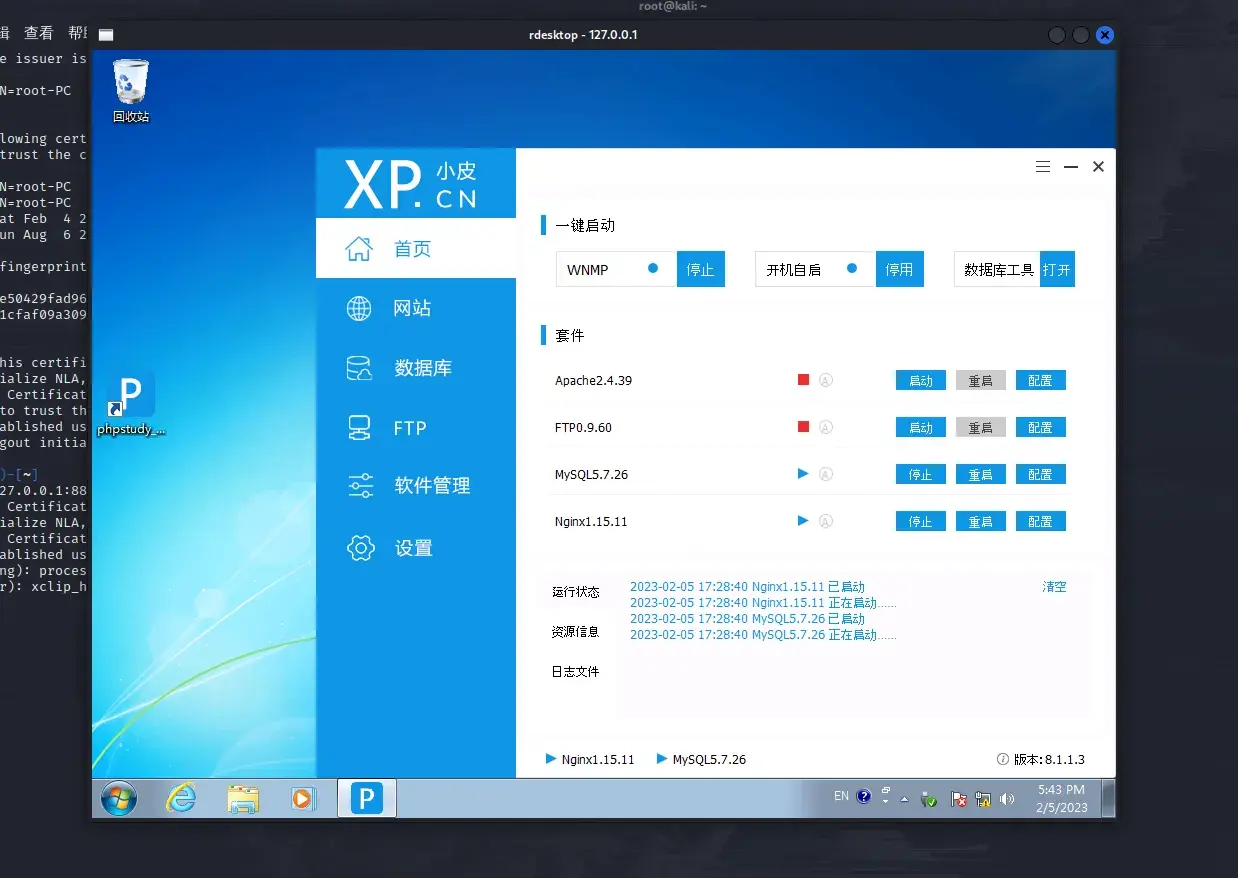 root@kali: ~
辑 查看 帮
rdesktop - 127.0.0.1
e issuer is
N=root-PC
lowing cert
trust the c
N=root-PC
N=root-PC
at Feb 4 2
un Aug 6 2
fingerprint
e50429fad96
1cfaf09a309
his certifi
ialize NLA,
Certificat
to trust th
ablished us
gout initia
)-[~]
27.0.0.1:88
Certificat
ialize NLA,
Certificat
ablished us
ng): proces
r): xclip_h
回收站
P
phpstudy_...
XP. 小皮
CN
首页
网站
数据库
FTP
软件管理
设置
一键启动
WNMP 停止 开机自启 停用 数据库工具 打开
套件
Apache2.4.39 A 启动 重启 配置
FTP0.9.60 A 启动 重启 配置
MySQL5.7.26 A 停止 重启 配置
Nginx1.15.11 A 停止 重启 配置
运行状态
资源信息
日志文件
2023-02-05 17:28:40 Nginx1.15.11 已启动 清空
2023-02-05 17:28:40 Nginx1.15.11 正在启动......
2023-02-05 17:28:40 MySQL5.7.26 已启动
2023-02-05 17:28:40 MySQL5.7.26 正在启动......
Nginx1.15.11 MySQL5.7.26 版本:8.1.1.3
P
EN
5:43 PM
2/5/2023